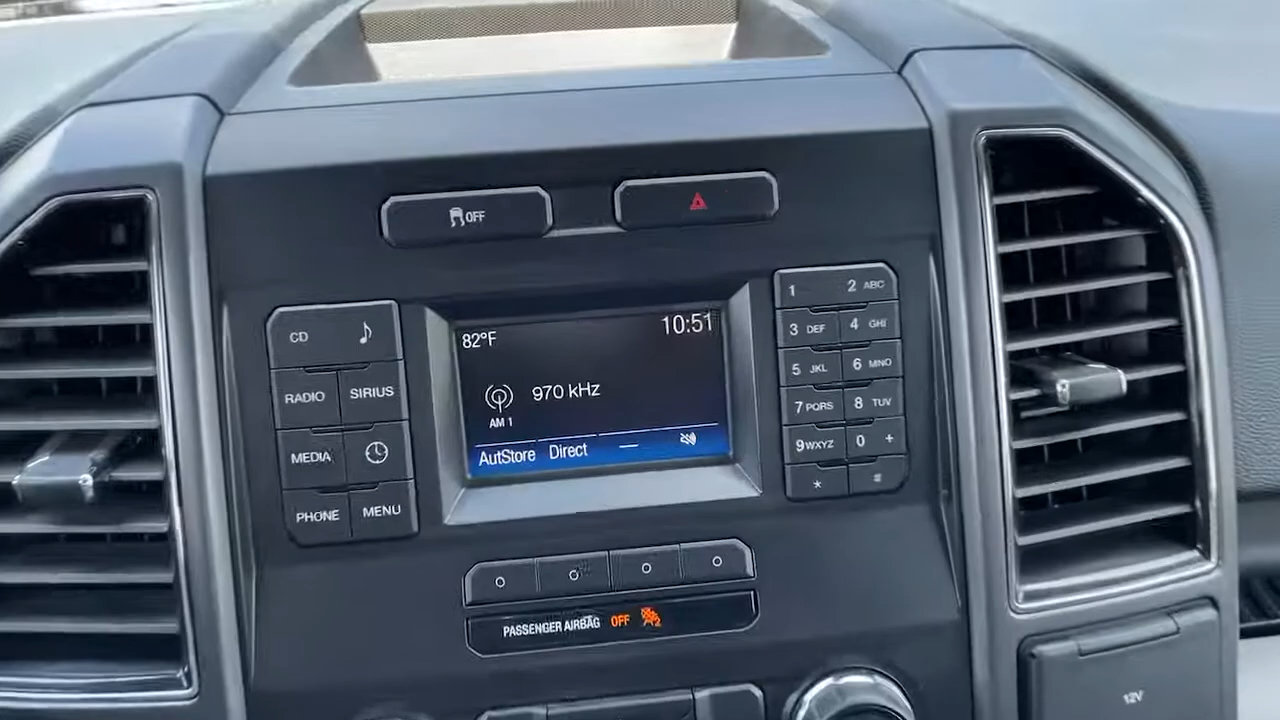 OFF
82°F 10:51
970 kHz
AM 1
AutStore Direct —
CD
RADIO SIRIUS
MEDIA
PHONE MENU
1 2 ABC
3 DEF 4 GHI
5 JKL 6 MNO
7 PQRS 8 TUV
9 WXYZ 0 +
* #
PASSENGER AIRBAG OFF 2
12V